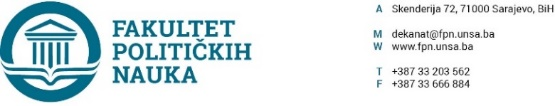 FAKULTET
POLITIČKIH
NAUKA
A Skenderija 72, 71000 Sarajevo, BiH
M dekanat@fpn.unsa.ba
W www.fpn.unsa.ba
T +387 33 203 562
F +387 33 666 884